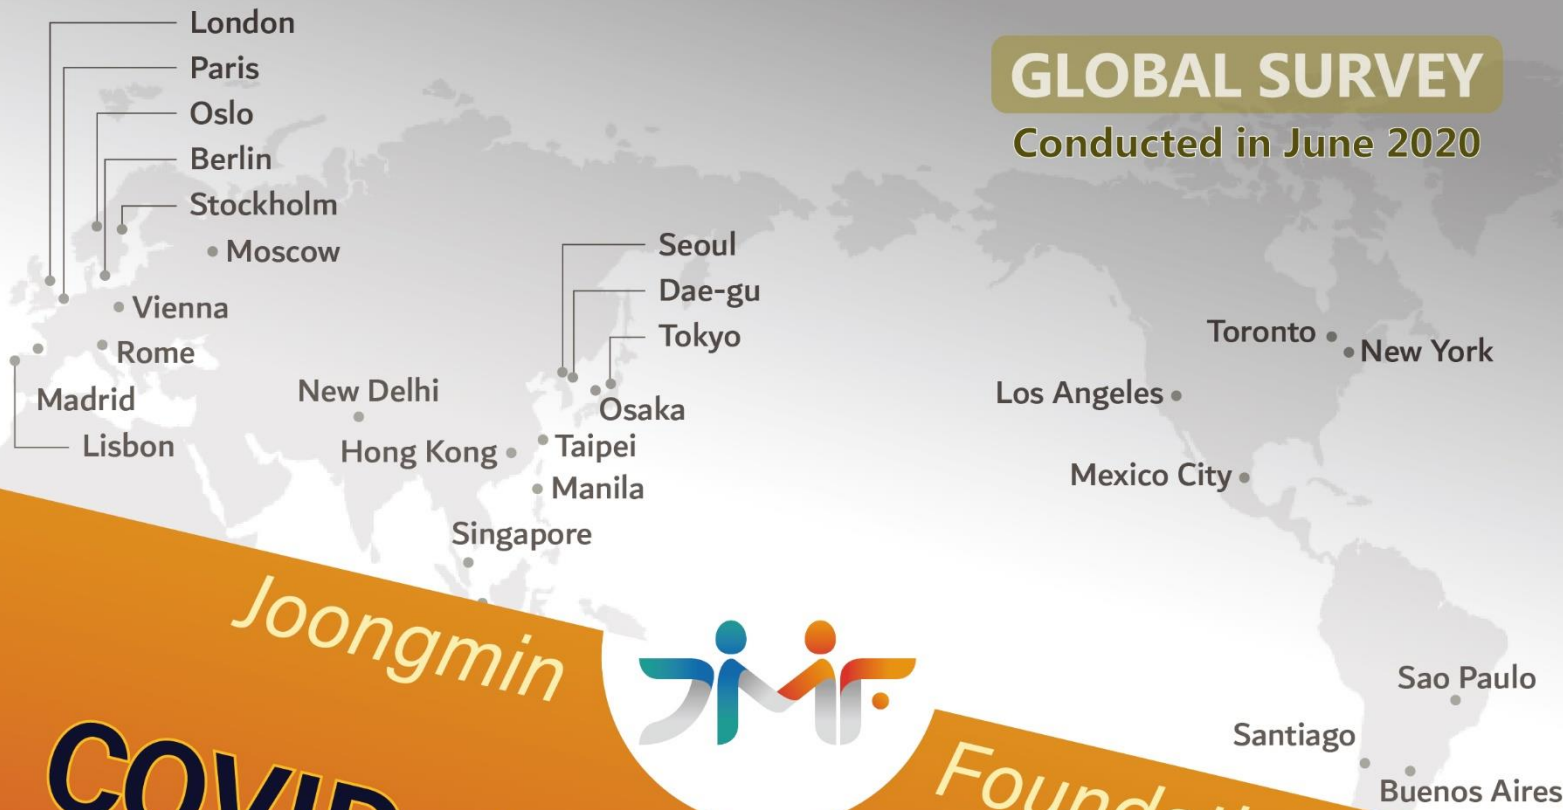 London
Paris
Oslo
Berlin
Stockholm
Moscow
Vienna
Rome
Madrid
Lisbon
New Delhi
Hong Kong
Seoul
Dae-gu
Tokyo
Osaka
Taipei
Manila
Singapore
GLOBAL SURVEY
Conducted in June 2020
Toronto
New York
Los Angeles
Mexico City
Sao Paulo
Santiago
Buenos Aires
Joongmin
COVID